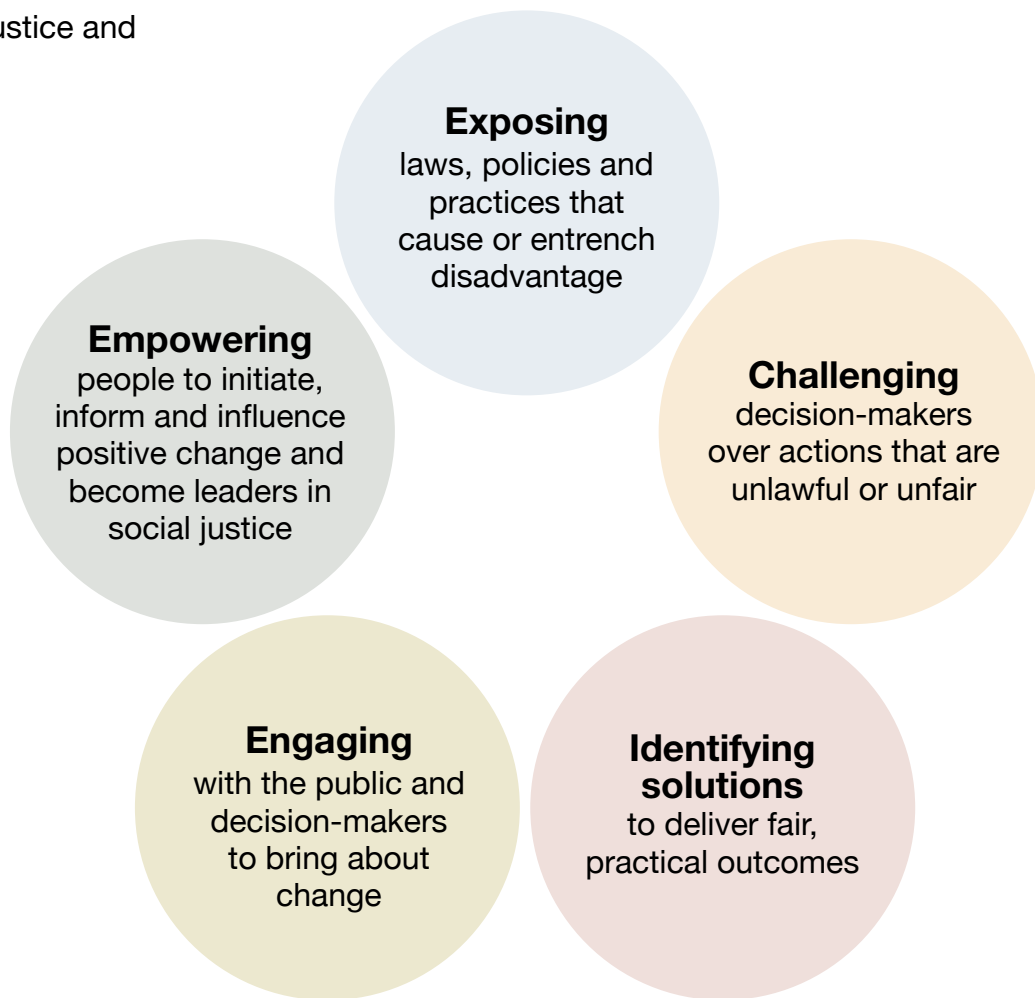 ustice and
Exposing
laws, policies and
practices that
cause or entrench
disadvantage
Challenging
decision-makers
over actions that are
unlawful or unfair
Identifying
solutions
to deliver fair,
practical outcomes
Engaging
with the public and
decision-makers
to bring about
change
Empowering
people to initiate,
inform and influence
positive change and
become leaders in
social justice